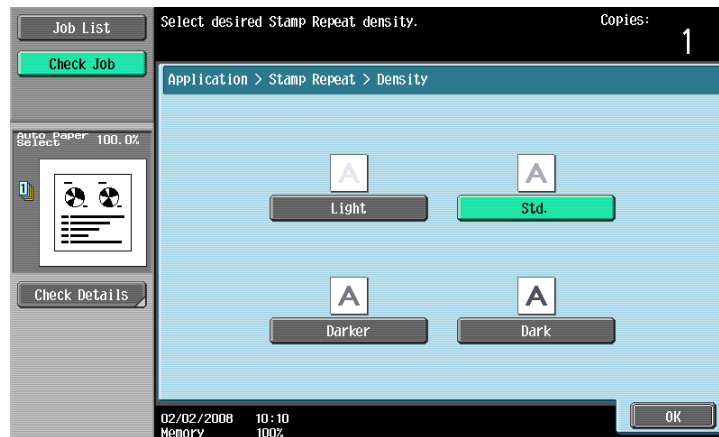 Job List
Select desired Stamp Repeat density.
Copies:
1
Check Job
Application > Stamp Repeat > Density
Auto Paper Select 100.0%
A
A
Light
Std.
A
A
Check Details
Darker
Dark
02/02/2008 10:10
Memory 100%
OK